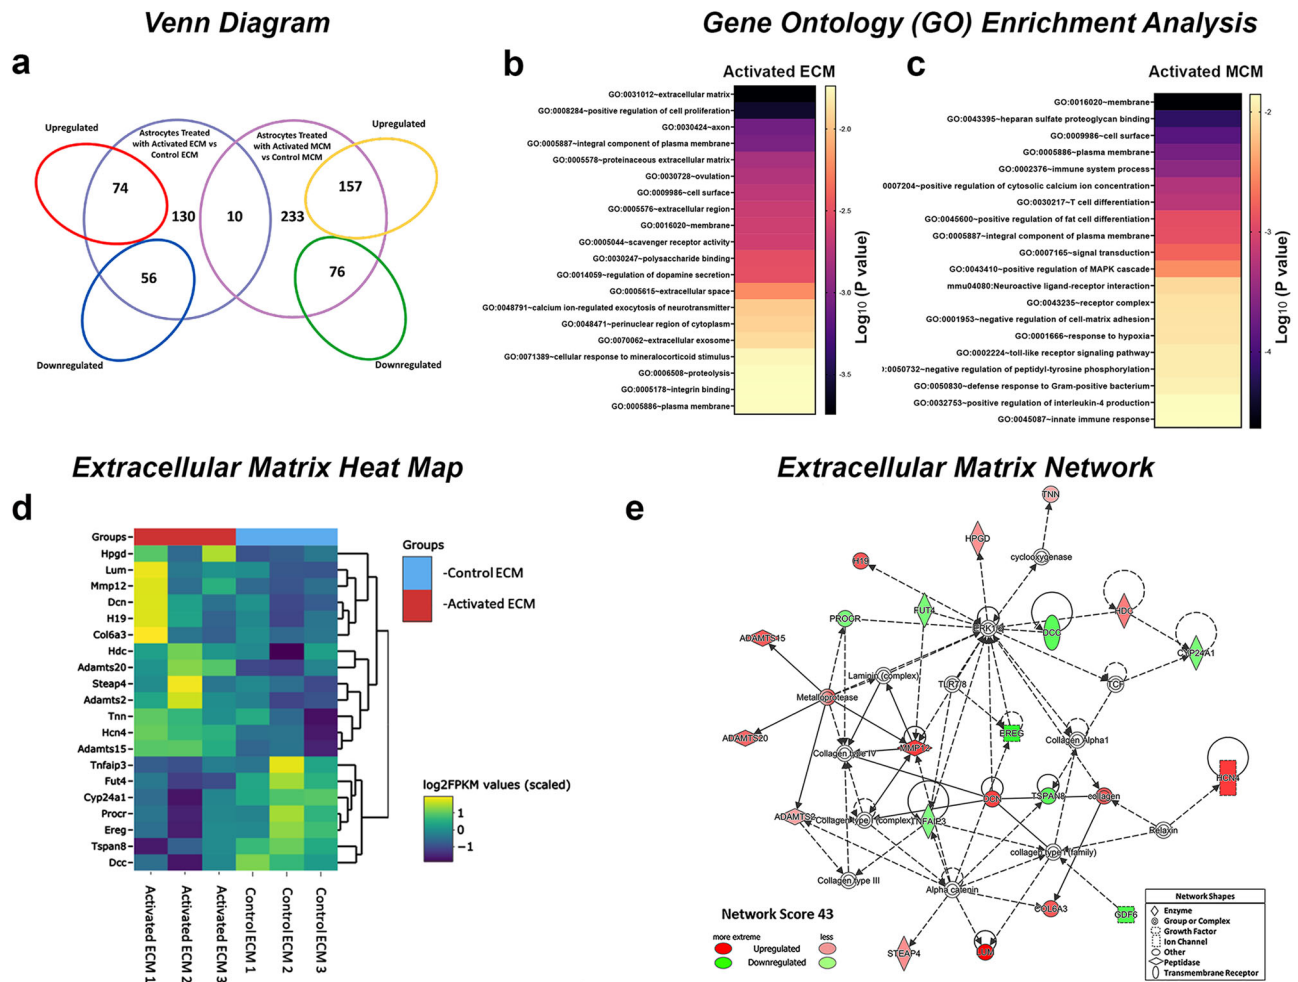 Venn Diagram
Gene Ontology (GO) Enrichment Analysis
a
Upregulated
Astrocytes Treated
with Activated ECM vs
Control ECM
Astrocytes Treated
with Activated MCM
vs Control MCM
Upregulated
74
130
10
233
157
56
76
Downregulated
Downregulated
b
Activated ECM
GO:0031012~extracellular matrix
GO:0008284~positive regulation of cell proliferation
GO:0030424~axon
GO:0005887~integral component of plasma membrane
GO:0005578~proteinaceous extracellular matrix
GO:0030728~ovulation
GO:0009986~cell surface
GO:0005576~extracellular region
GO:0016020~membrane
GO:0005044~scavenger receptor activity
GO:0030247~polysaccharide binding
GO:0014059~regulation of dopamine secretion
GO:0005615~extracellular space
GO:0048791~calcium ion-regulated exocytosis of neurotransmitter
GO:0048471~perinuclear region of cytoplasm
GO:0070062~extracellular exosome
GO:0071389~cellular response to mineralocorticoid stimulus
GO:0006508~proteolysis
GO:0005178~integrin binding
GO:0005886~plasma membrane
-2.0
-2.5
-3.0
-3.5
Log10 (P value)
c
Activated MCM
GO:0016020~membrane
GO:0043395~heparan sulfate proteoglycan binding
GO:0009986~cell surface
GO:0005886~plasma membrane
GO:0002376~immune system process
0007204~positive regulation of cytosolic calcium ion concentration
GO:0030217~T cell differentiation
GO:0045600~positive regulation of fat cell differentiation
GO:0005887~integral component of plasma membrane
GO:0007165~signal transduction
GO:0043410~positive regulation of MAPK cascade
mmu04080:Neuroactive ligand-receptor interaction
GO:0043235~receptor complex
GO:0001953~negative regulation of cell-matrix adhesion
GO:0001666~response to hypoxia
GO:0002224~toll-like receptor signaling pathway
:0050732~negative regulation of peptidyl-tyrosine phosphorylation
GO:0050830~defense response to Gram-positive bacterium
GO:0032753~positive regulation of interleukin-4 production
GO:0045087~innate immune response
-2
-3
-4
Log10 (P value)
Extracellular Matrix Heat Map
d
Groups
Hpgd
Lum
Mmp12
Dcn
H19
Col6a3
Hdc
Adamts20
Steap4
Adamts2
Tnn
Hcn4
Adamts15
Tnfaip3
Fut4
Cyp24a1
Procr
Ereg
Tspan8
Dcc
Activated ECM 1
Activated ECM 2
Activated ECM 3
Control ECM 1
Control ECM 2
Control ECM 3
Groups
-Control ECM
-Activated ECM
log2FPKM values (scaled)
1
0
−1
Extracellular Matrix Network
e
TNN
HPGD
cyclooxygenase
H19
PROCR
FUT4
DCC
HDC
CYP24A1
ADAMTS15
Laminin (complex)
TLR7/8
TCF
Metalloprotease
ADAMTS20
Collagen type IV
MMP12
EREG
Collagen Alpha1
HCN4
DCN
TSPAN8
collagen
ADAMTS2
Collagen type I (complex)
TNFAIP3
Relaxin
collagen type I (family)
Collagen type III
Alpha catenin
COL6A3
GDF6
STEAP4
LUM
Network Score 43
more extreme
less
Upregulated
Downregulated
Network Shapes
Enzyme
Group or Complex
Growth Factor
Ion Channel
Other
Peptidase
Transmembrane Receptor